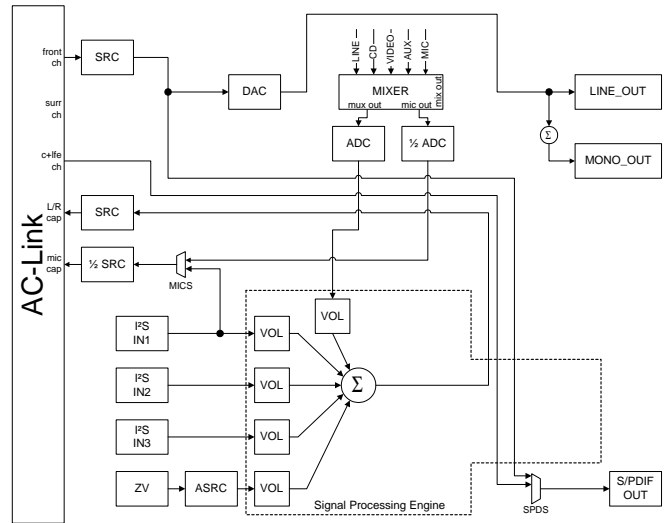 AC-Link
front
ch
surr
ch
c+lfe
ch
L/R
cap
mic
cap
SRC
DAC
LINE
CD
VIDEO
AUX
MIC
MIXER
mux out
mic out
mix out
ADC
½ ADC
LINE_OUT
Σ
MONO_OUT
SRC
½ SRC
MICS
VOL
I²S
IN1
VOL
I²S
IN2
VOL
Σ
I²S
IN3
VOL
ZV
ASRC
VOL
Signal Processing Engine
SPDS
S/PDIF
OUT